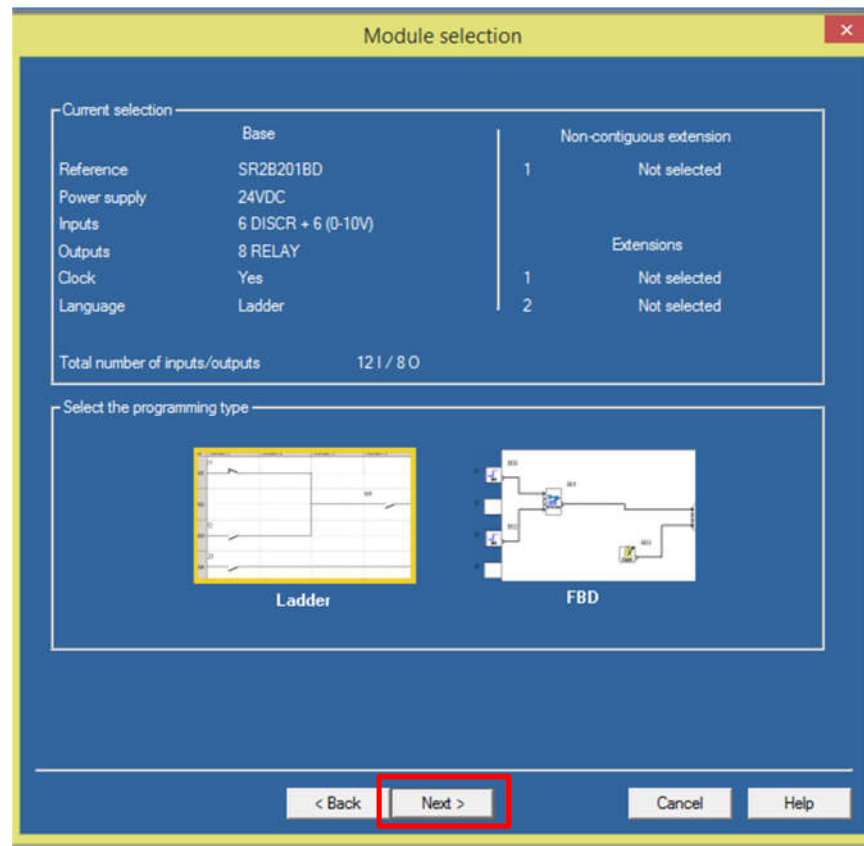 Module selection
Current selection
Base
Non-contiguous extension
Reference SR2B201BD 1 Not selected
Power supply 24VDC
Inputs 6 DISCR + 6 (0-10V)
Outputs 8 RELAY Extensions
Clock Yes 1 Not selected
Language Ladder 2 Not selected
Total number of inputs/outputs 12 I / 8 O
Select the programming type
Ladder FBD
< Back Next > Cancel Help